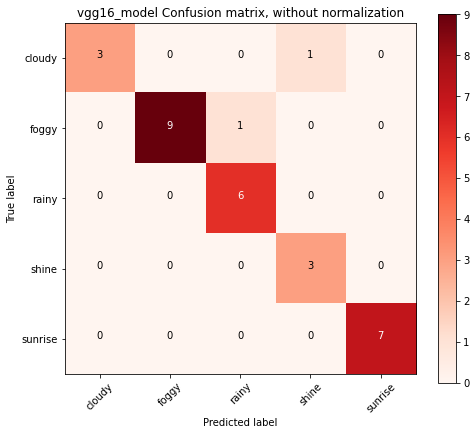 vgg16_model Confusion matrix, without normalization
True label
cloudy 3 0 0 1 0
foggy 0 9 1 0 0
rainy 0 0 6 0 0
shine 0 0 0 3 0
sunrise 0 0 0 0 7
cloudy foggy rainy shine sunrise
Predicted label
9
8
7
6
5
4
3
2
1
0